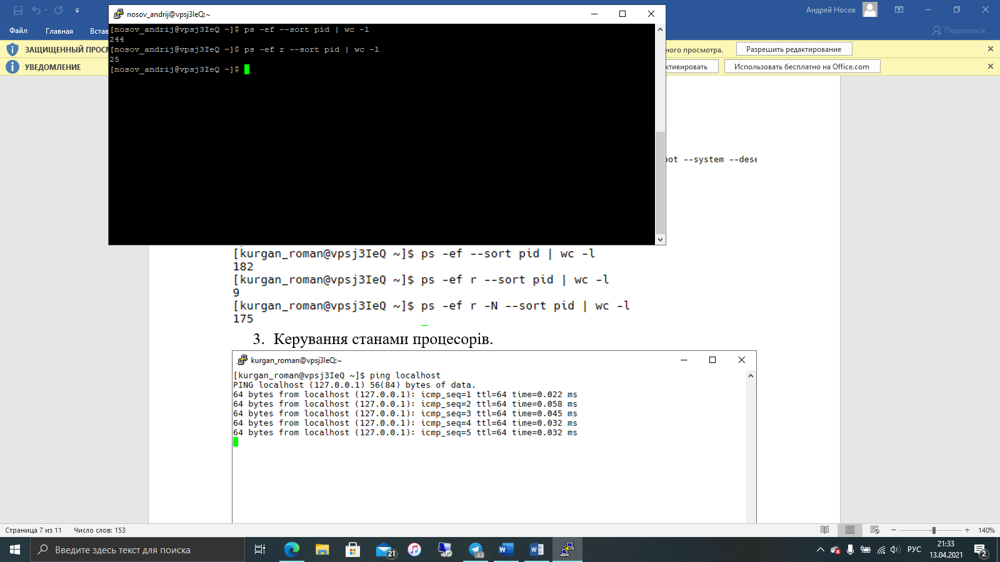 nosov_andrij@vpsj3IeQ:~
Андрей Носов
Файл
Главная
Встав
Поделиться
[nosov_andrij@vpsj3IeQ ~]$ ps -ef --sort pid | wc -l
244
[nosov_andrij@vpsj3IeQ ~]$ ps -ef r --sort pid | wc -l
25
[nosov_andrij@vpsj3IeQ ~]$
ЗАЩИЩЕННЫЙ ПРОС
ного просмотра.
Разрешить редактирование
УВЕДОМЛЕНИЕ
ктивировать
Использовать бесплатно на Office.com
oot --system --dese
[kurgan_roman@vpsj3IeQ ~]$ ps -ef --sort pid | wc -l
182
[kurgan_roman@vpsj3IeQ ~]$ ps -ef r --sort pid | wc -l
9
[kurgan_roman@vpsj3IeQ ~]$ ps -ef r -N --sort pid | wc -l
175
3. Керування станами процесорів.
kurgan_roman@vpsj3IeQ:~
[kurgan_roman@vpsj3IeQ ~]$ ping localhost
PING localhost (127.0.0.1) 56(84) bytes of data.
64 bytes from localhost (127.0.0.1): icmp_seq=1 ttl=64 time=0.022 ms
64 bytes from localhost (127.0.0.1): icmp_seq=2 ttl=64 time=0.058 ms
64 bytes from localhost (127.0.0.1): icmp_seq=3 ttl=64 time=0.045 ms
64 bytes from localhost (127.0.0.1): icmp_seq=4 ttl=64 time=0.032 ms
64 bytes from localhost (127.0.0.1): icmp_seq=5 ttl=64 time=0.032 ms
Страница 7 из 11
Число слов: 153
140%
Введите здесь текст для поиска
21
.63
РУС
21:33
13.04.2021
2